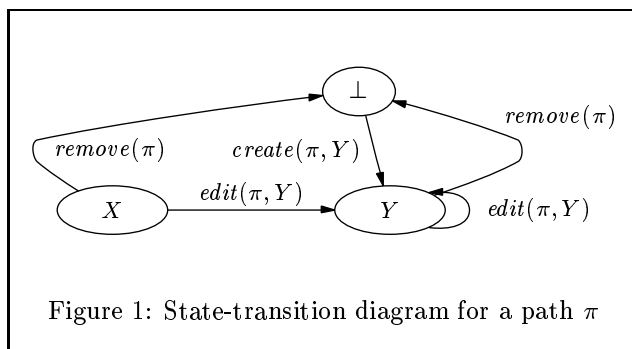 ⊥
remove(π)
remove(π)
create(π, Y)
edit(π, Y)
X
Y
edit(π, Y)
Figure 1: State-transition diagram for a path π